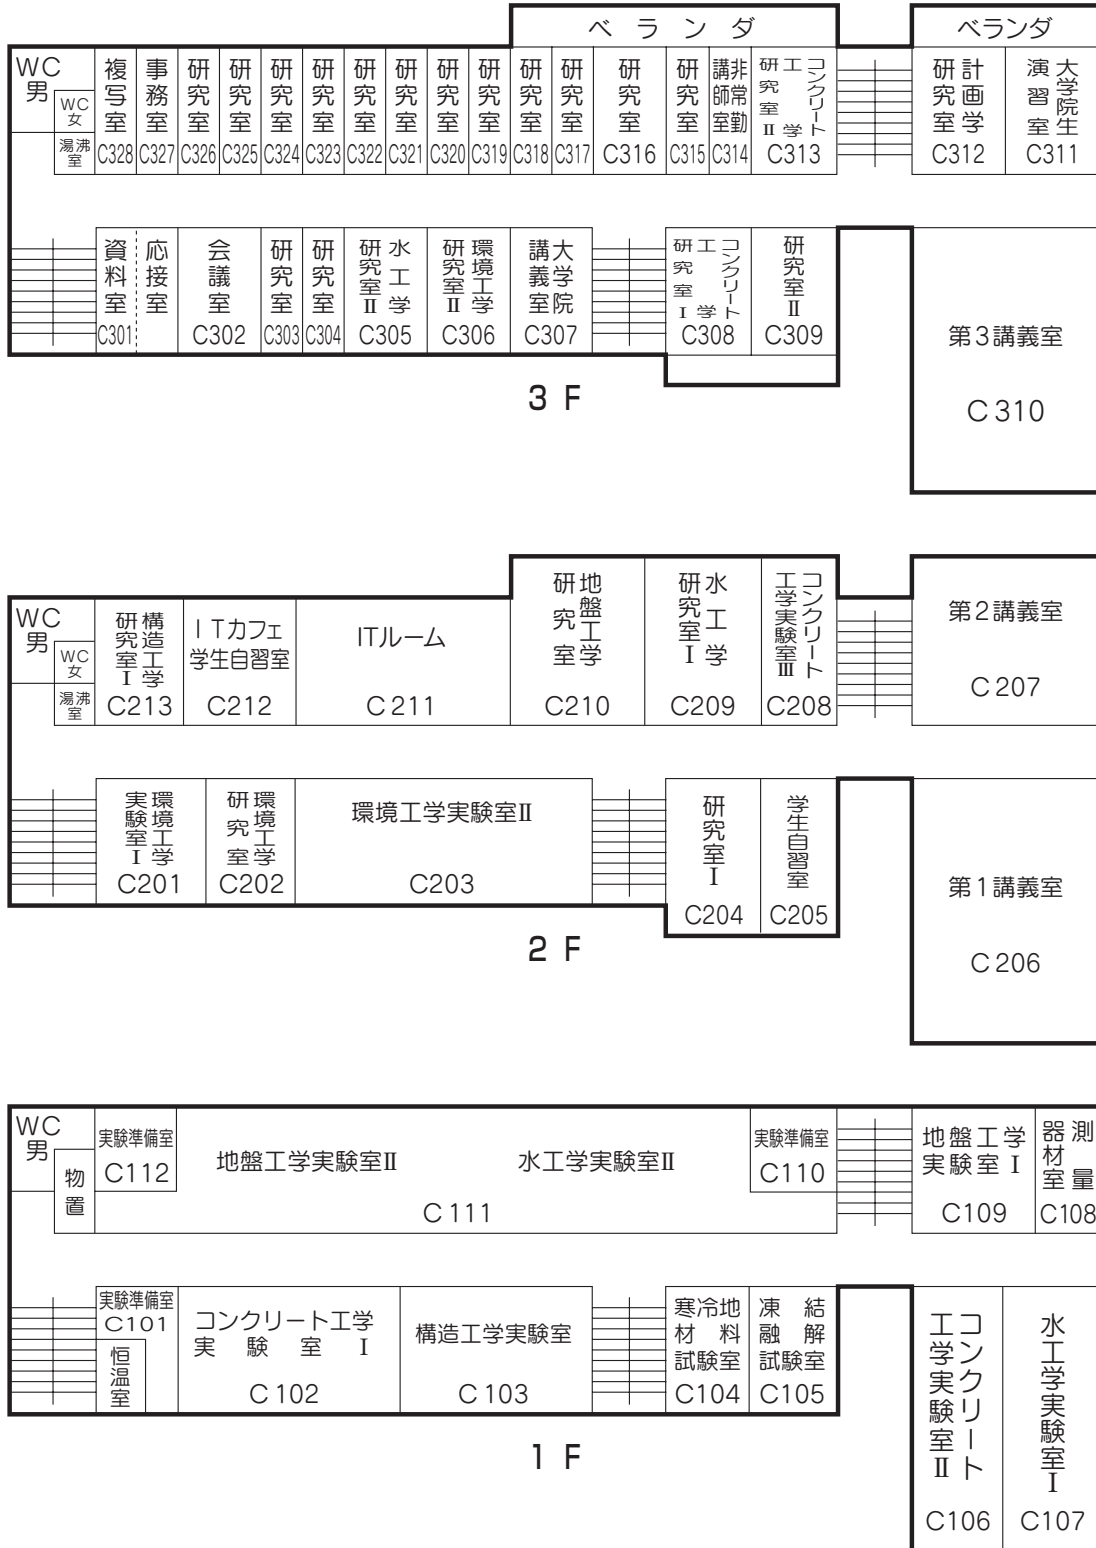 ベランダ
ベランダ
WC
男
WC
女
湯沸
室
複写室
C328
事務室
C327
研究室
C326
研究室
C325
研究室
C324
研究室
C323
研究室
C322
研究室
C321
研究室
C320
研究室
C319
研究室
C318
研究室
C317
研究室
C316
研究室
C315
非常勤
講師室
C314
コンクリート
工学
研究室Ⅱ
C313
計画学
研究室
C312
大学院生
演習室
C311
資料室
C301
応接室
会議室
C302
研究室
C303
研究室
C304
水工学
研究室Ⅱ
C305
環境工学
研究室Ⅱ
C306
大学院
講義室
C307
コンクリート
工学
研究室Ⅰ
C308
研究室Ⅱ
C309
第3講義室
C310
3F
WC
男
WC
女
湯沸
室
構造工学
研究室Ⅰ
C213
ITカフェ
学生自習室
C212
ITルーム
C211
地盤工学
研究室
C210
水工学
研究室Ⅰ
C209
コンクリート
工学実験室Ⅲ
C208
第2講義室
C207
環境工学
実験室Ⅰ
C201
環境工学
研究室
C202
環境工学実験室Ⅱ
C203
研究室Ⅰ
C204
学生自習室
C205
第1講義室
C206
2F
WC
男
物置
実験準備室
C112
地盤工学実験室Ⅱ
水工学実験室Ⅱ
C111
実験準備室
C110
地盤工学
実験室Ⅰ
C109
測量
器材室
C108
実験準備室
C101
恒温室
コンクリート工学
実験室Ⅰ
C102
構造工学実験室
C103
寒冷地
材料
試験室
C104
凍結
融解
試験室
C105
コンクリート
工学実験室Ⅱ
C106
水工学実験室Ⅰ
C107
1F